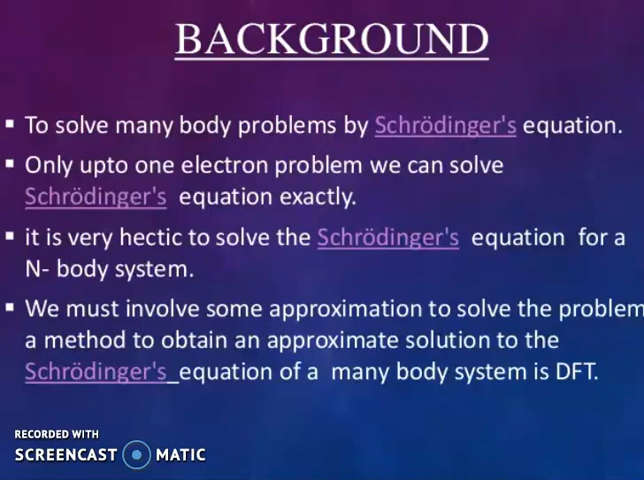 BACKGROUND
▪ To solve many body problems by Schrödinger's equation.
▪ Only upto one electron problem we can solve
Schrödinger's equation exactly.
▪ it is very hectic to solve the Schrödinger's equation for a
N- body system.
▪ We must involve some approximation to solve the problem
a method to obtain an approximate solution to the
Schrödinger's_equation of a many body system is DFT.
RECORDED WITH
SCREENCAST MATIC